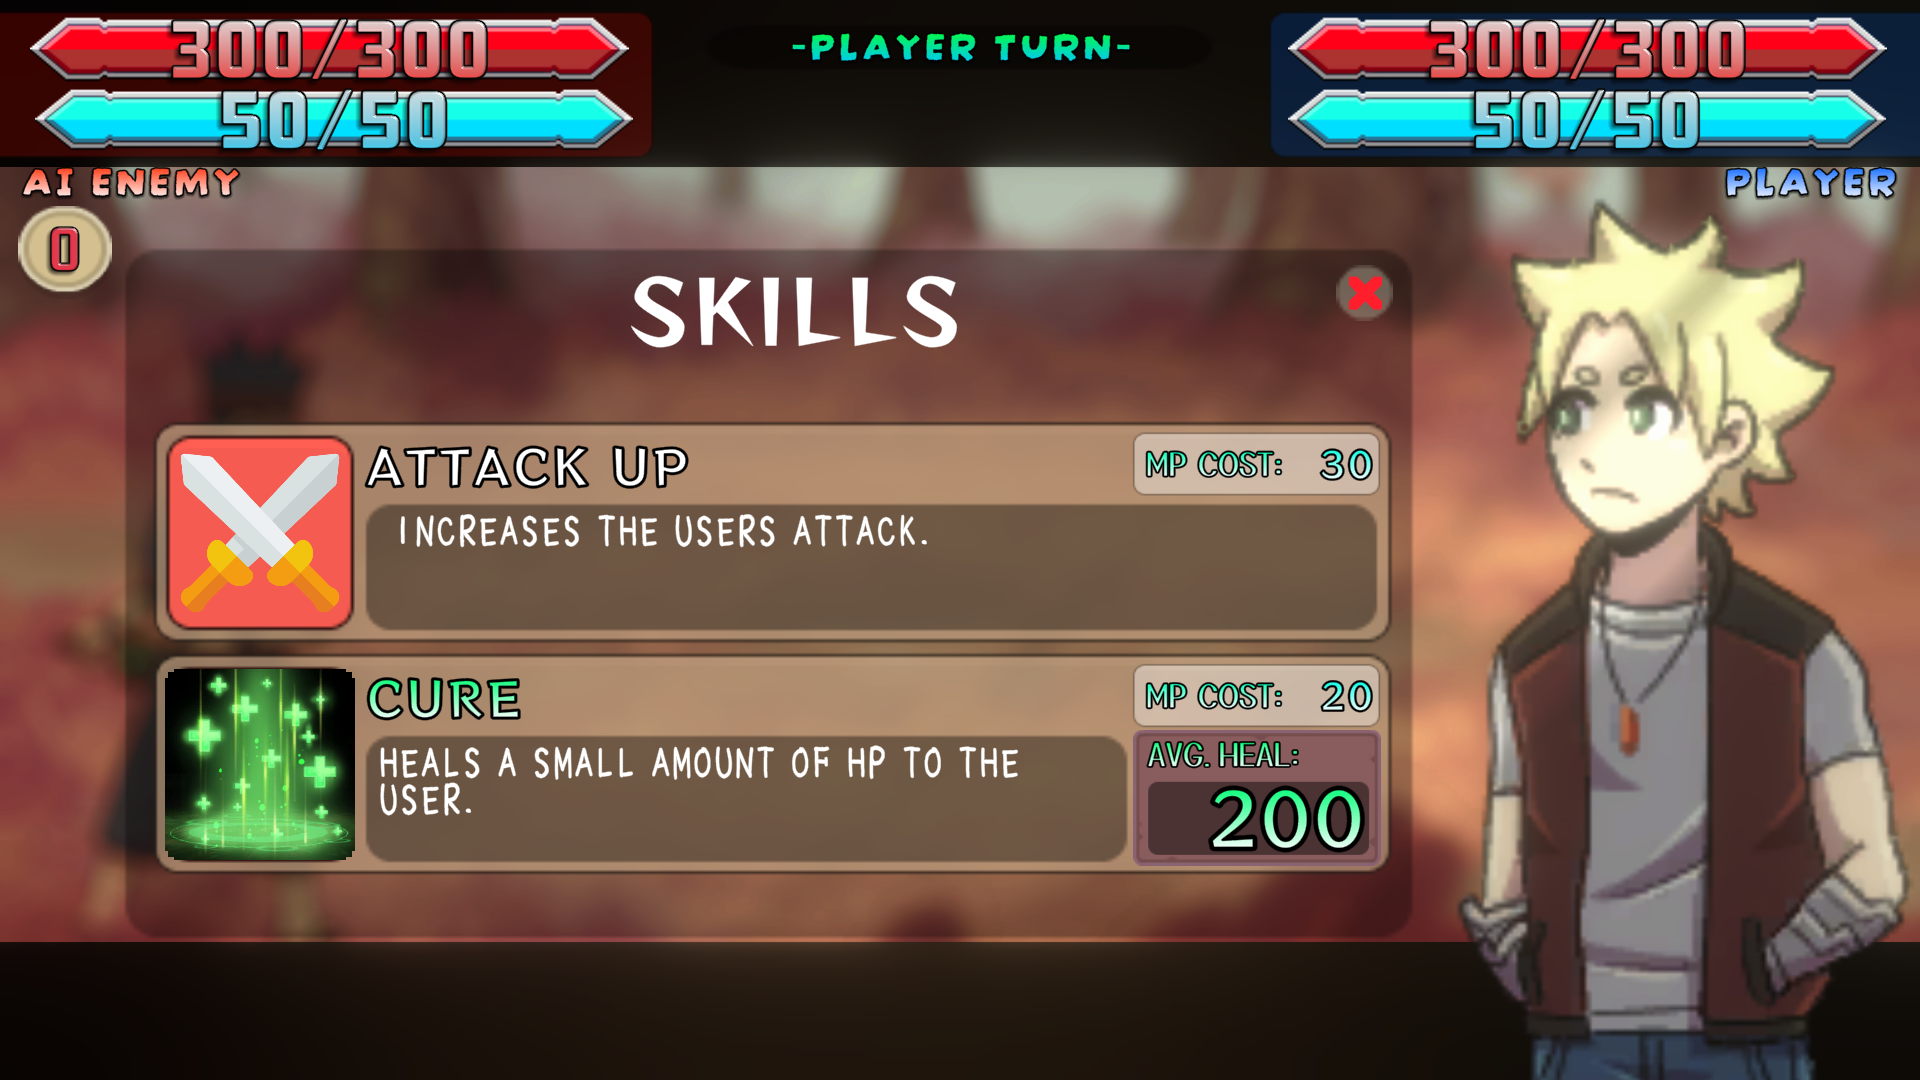 300/300
50/50
-PLAYER TURN-
300/300
50/50
AI ENEMY
PLAYER
0
SKILLS
ATTACK UP
MP COST: 30
INCREASES THE USERS ATTACK.
CURE
MP COST: 20
HEALS A SMALL AMOUNT OF HP TO THE
USER.
AVG. HEAL:
200